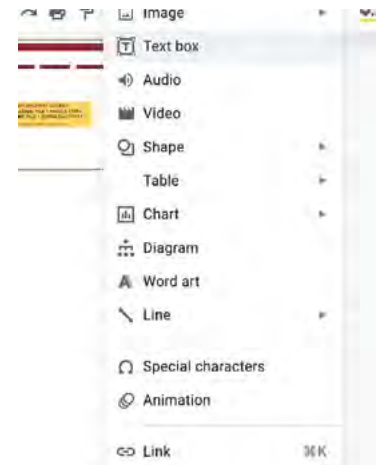 Image
Text box
Audio
Video
Shape
Table
Chart
Diagram
Word art
Line
Special characters
Animation
Link ⌘K